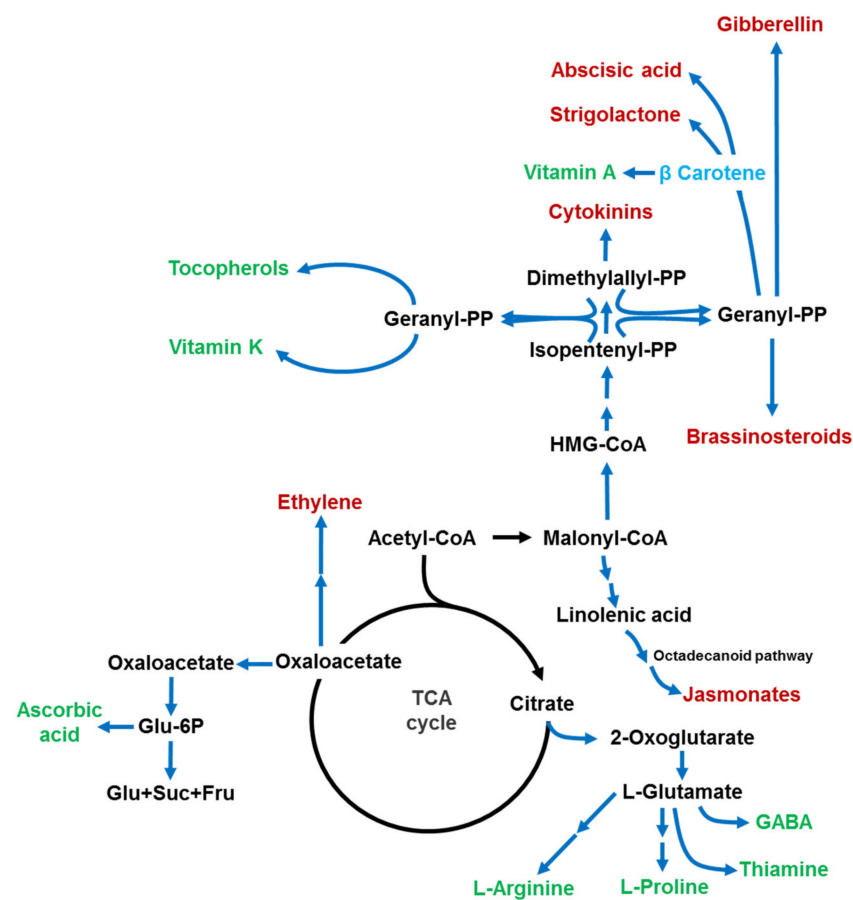 Gibberellin
Abscisic acid
Strigolactone
Vitamin A
β Carotene
Cytokinins
Tocopherols
Dimethylallyl-PP
Geranyl-PP
Geranyl-PP
Vitamin K
Isopentenyl-PP
Brassinosteroids
HMG-CoA
Ethylene
Acetyl-CoA
Malonyl-CoA
Linolenic acid
Octadecanoid pathway
Oxaloacetate
Oxaloacetate
Jasmonates
TCA
cycle
Citrate
Ascorbic
acid
Glu-6P
2-Oxoglutarate
Glu+Suc+Fru
L-Glutamate
GABA
Thiamine
L-Arginine
L-Proline